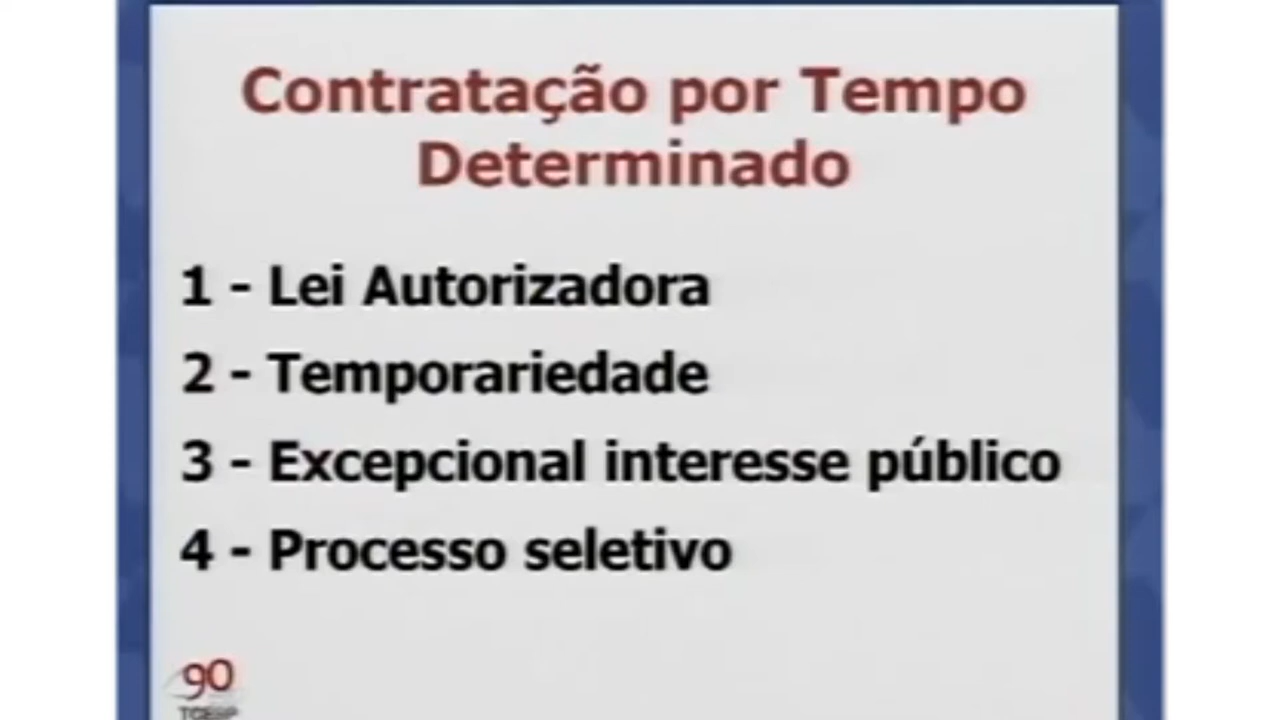 Contratação por Tempo
Determinado
1 - Lei Autorizadora
2 - Temporariedade
3 - Excepcional interesse público
4 - Processo seletivo
90